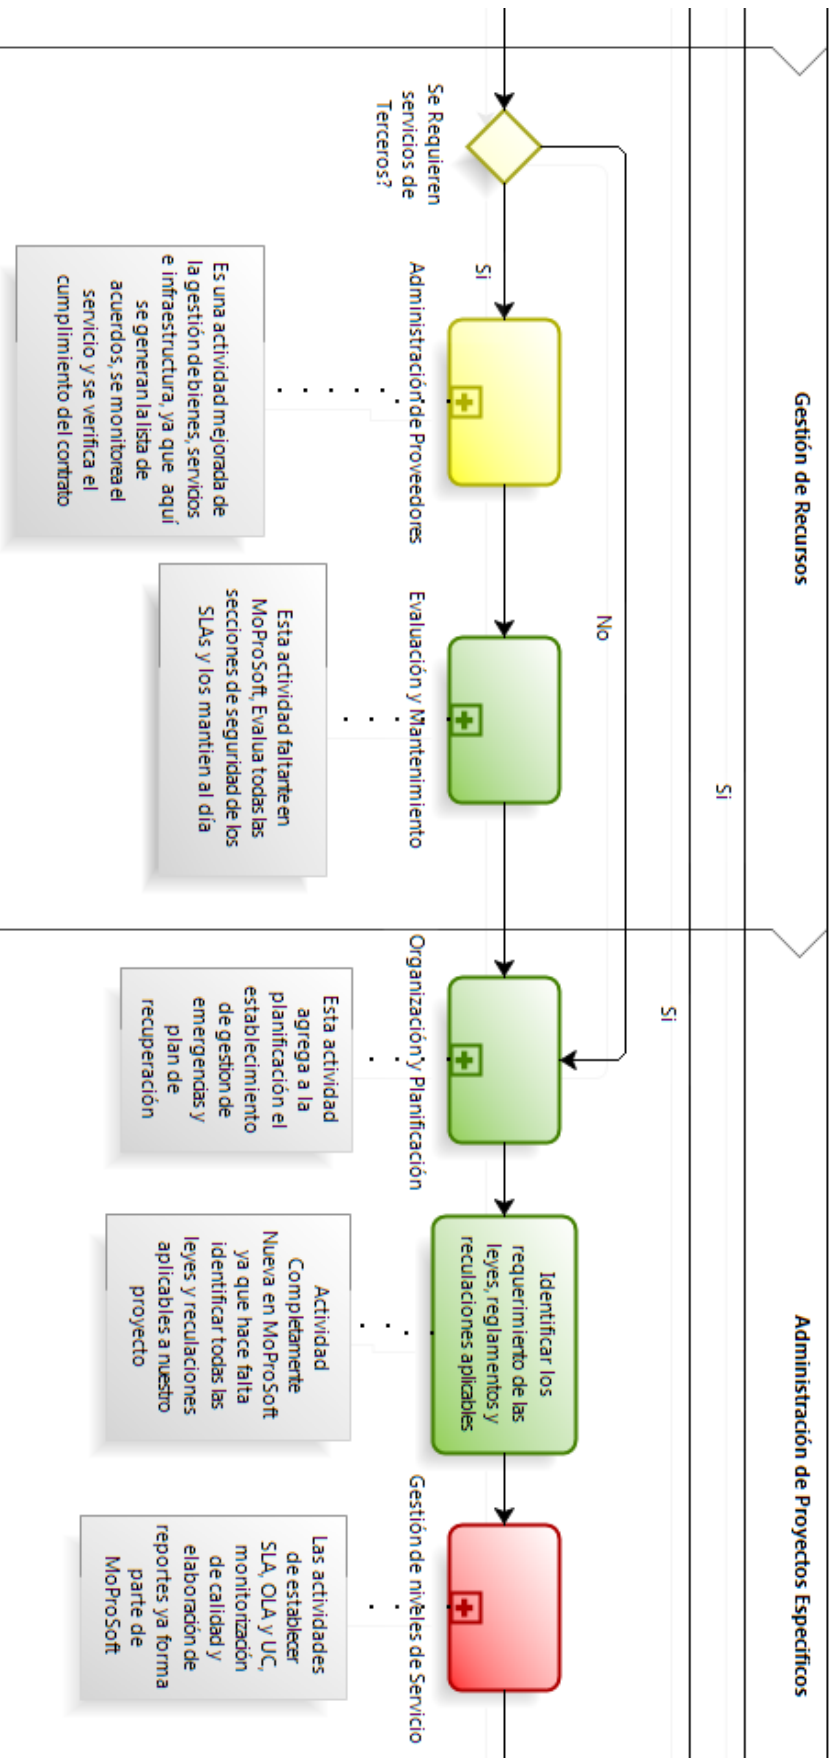 Gestión de Recursos
Administración de Proyectos Especificos
Si
Si
No
Se Requieren
servicios de
Terceros?
Si
Administración de Proveedores
Es una actividad mejorada de
la gestión de bienes, servicios
e infraestructura, ya que aquí
se generan la lista de
acuerdos, se monitorea el
servicio y se verifica el
cumplimiento del contrato
Evaluación y Mantenimiento
Esta actividad faltante en
MoProSoft, Evalua todas las
secciones de seguridad de los
SLAs y los mantien al día
Organización y Planificación
Esta actividad
agrega a la
planificación el
establecimiento
de gestion de
emergencias y
plan de
recuperación
Identificar los
requerimiento de las
leyes, reglamentos y
reculaciones aplicables
Actividad
Completamente
Nueva en MoProSoft
ya que hace falta
identificar todas las
leyes y reculaciones
aplicables a nuestro
proyecto
Gestión de niveles de Servicio
Las actividades
de establecer
SLA, OLA y UC,
monitorización
de calidad y
elaboración de
reportes ya forma
parte de
MoProSoft